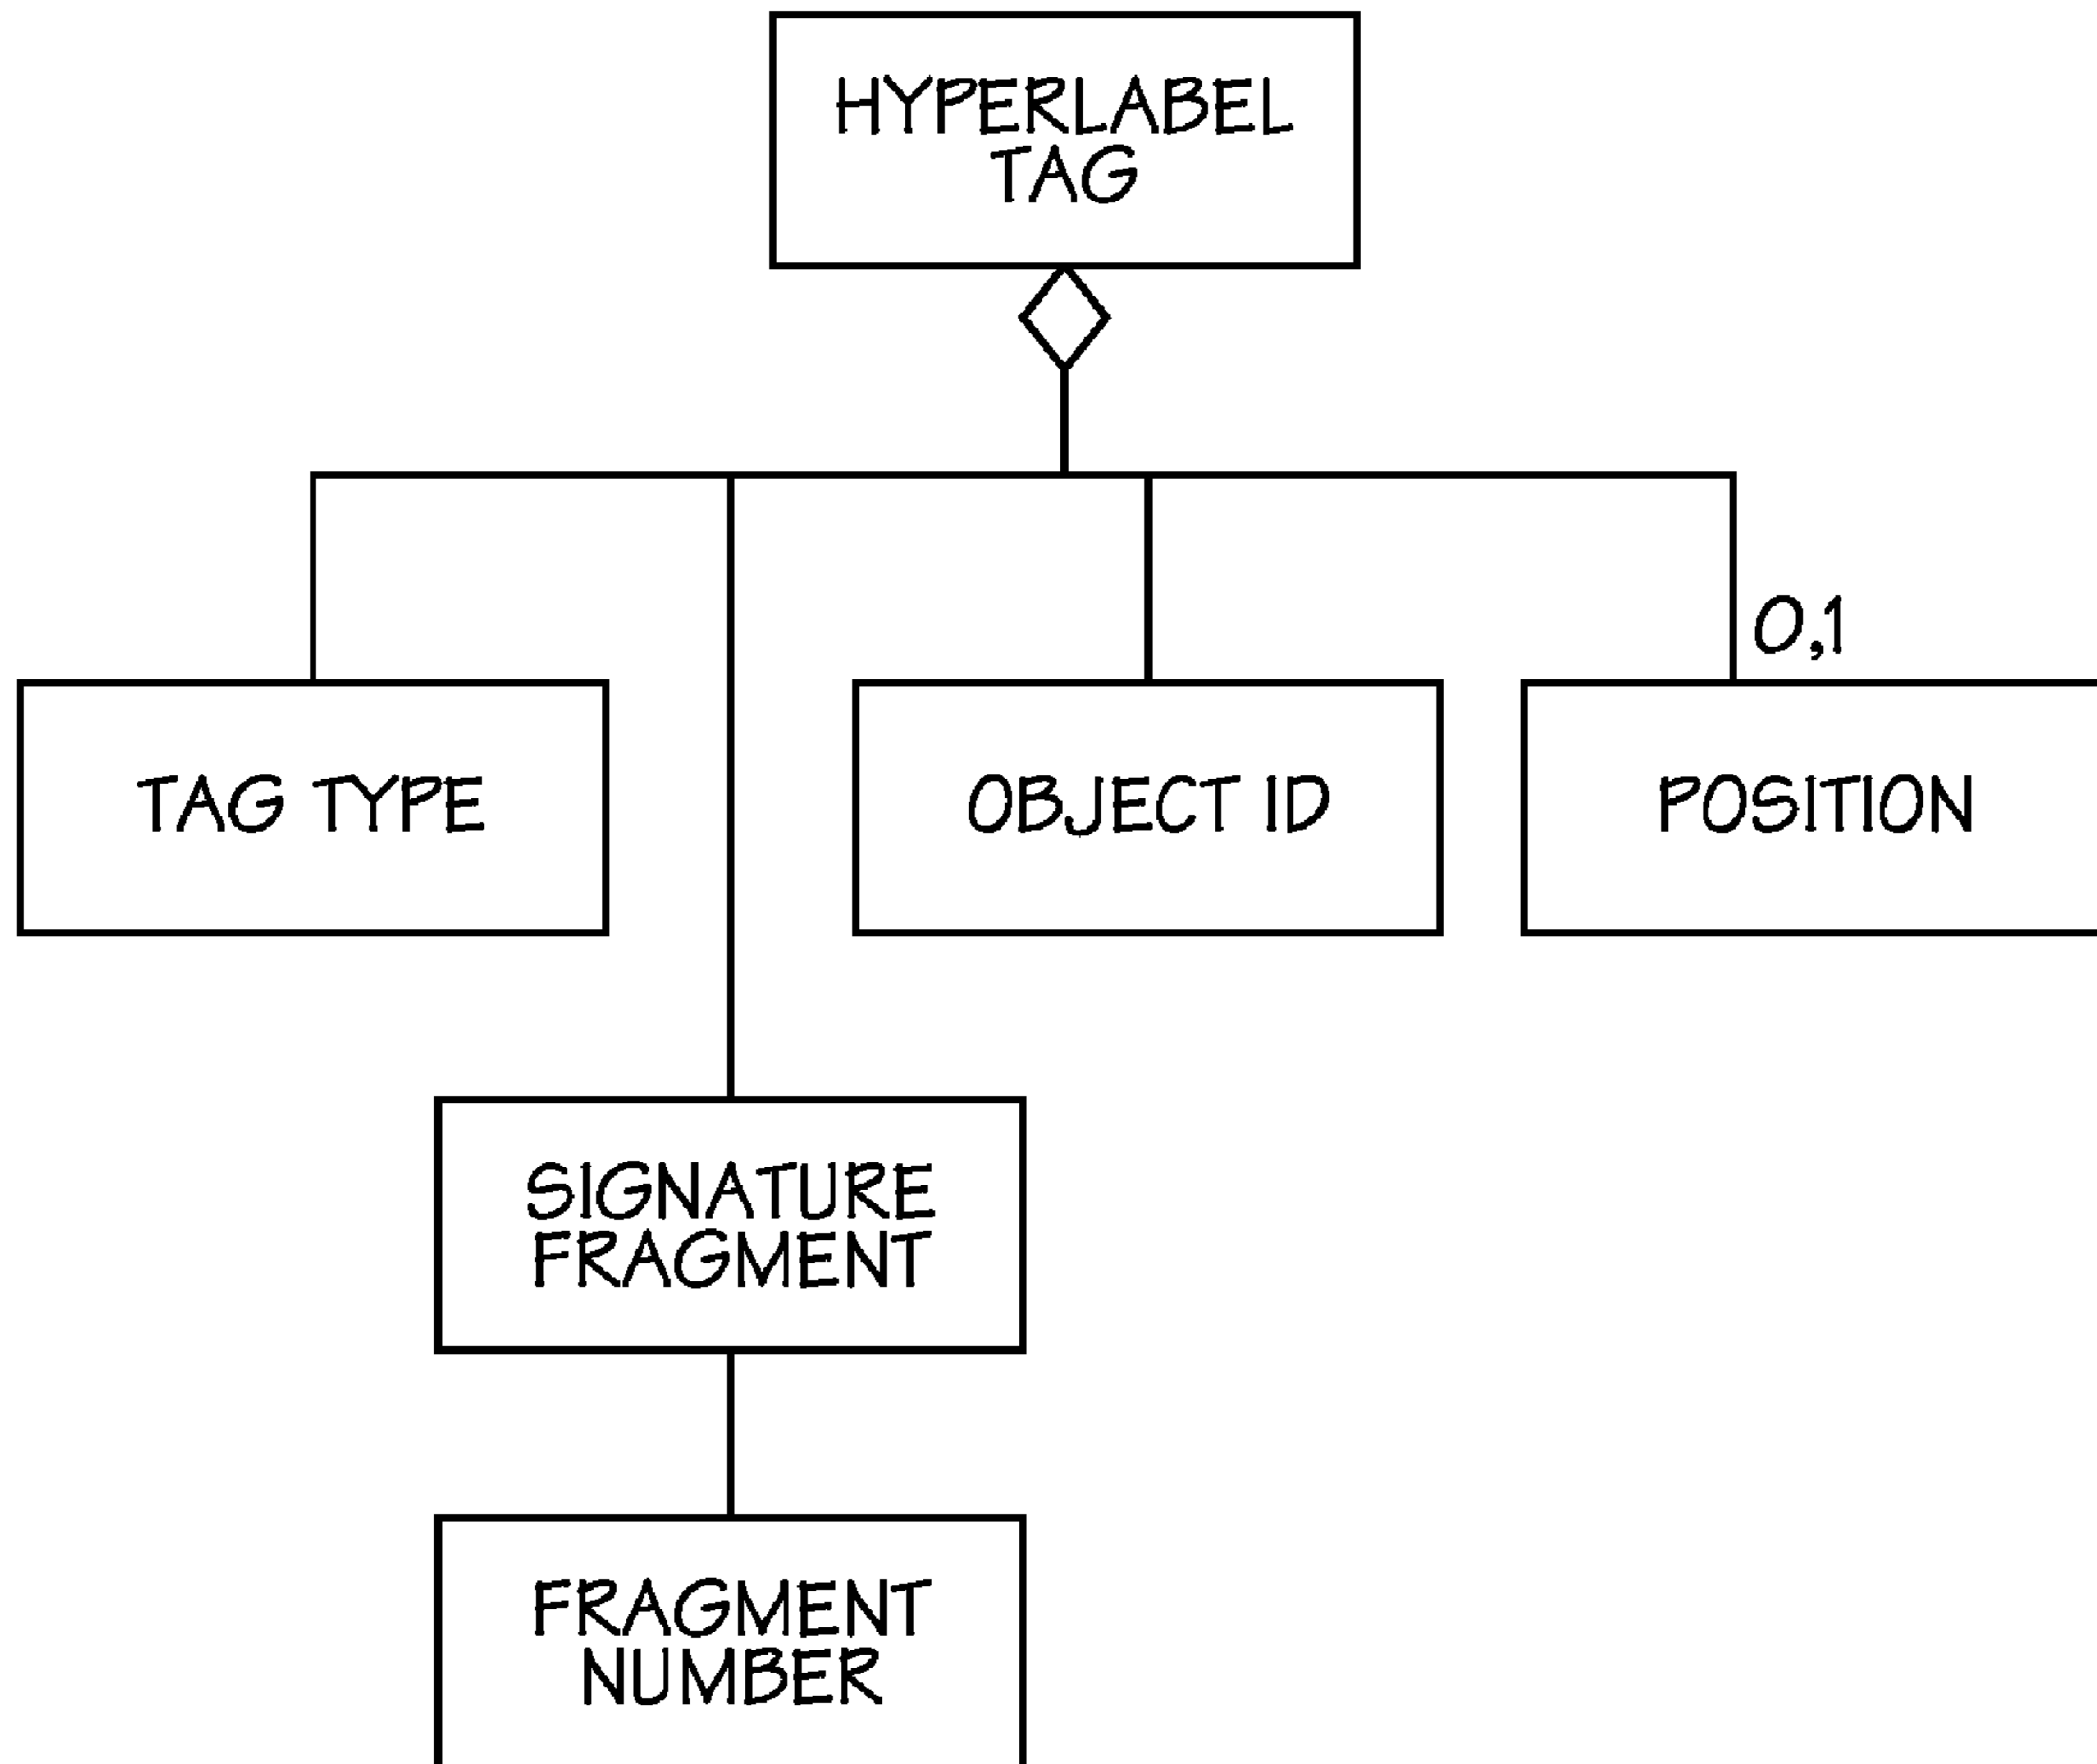 HYPERLABEL
TAG
0,1
TAG TYPE
OBJECT ID
POSITION
SIGNATURE
FRAGMENT
FRAGMENT
NUMBER